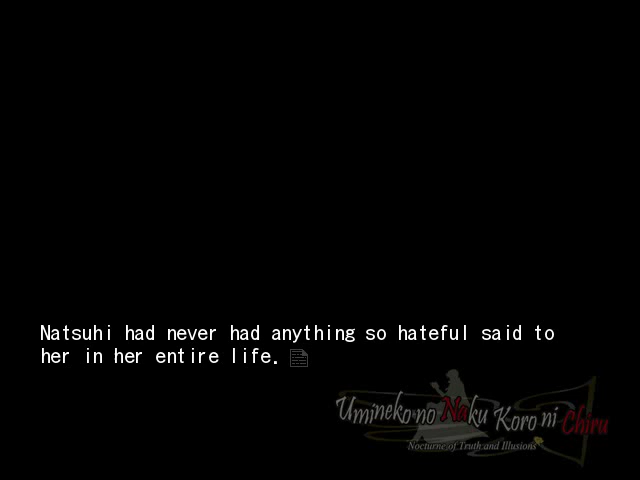 Natsuhi had never had anything so hateful said to
her in her entire life.
Umineko no Naku Koro ni Chiru
Nocturne of Truth and Illusions